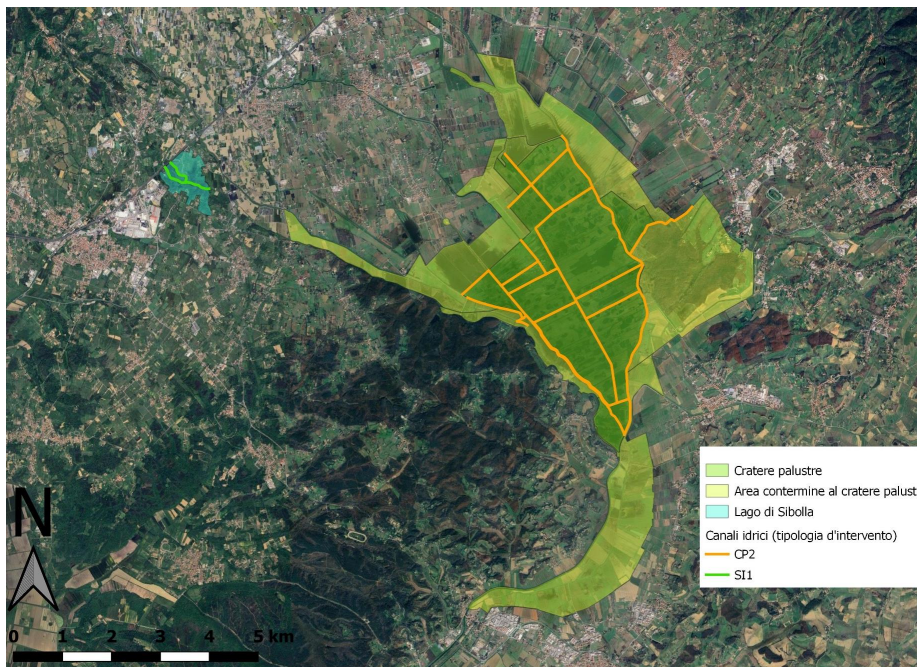 N
Cratere palustre
Area contermine al cratere palust
Lago di Sibolla
Canali idrici (tipologia d'intervento)
CP2
SI1
N
0 1 2 3 4 5 km